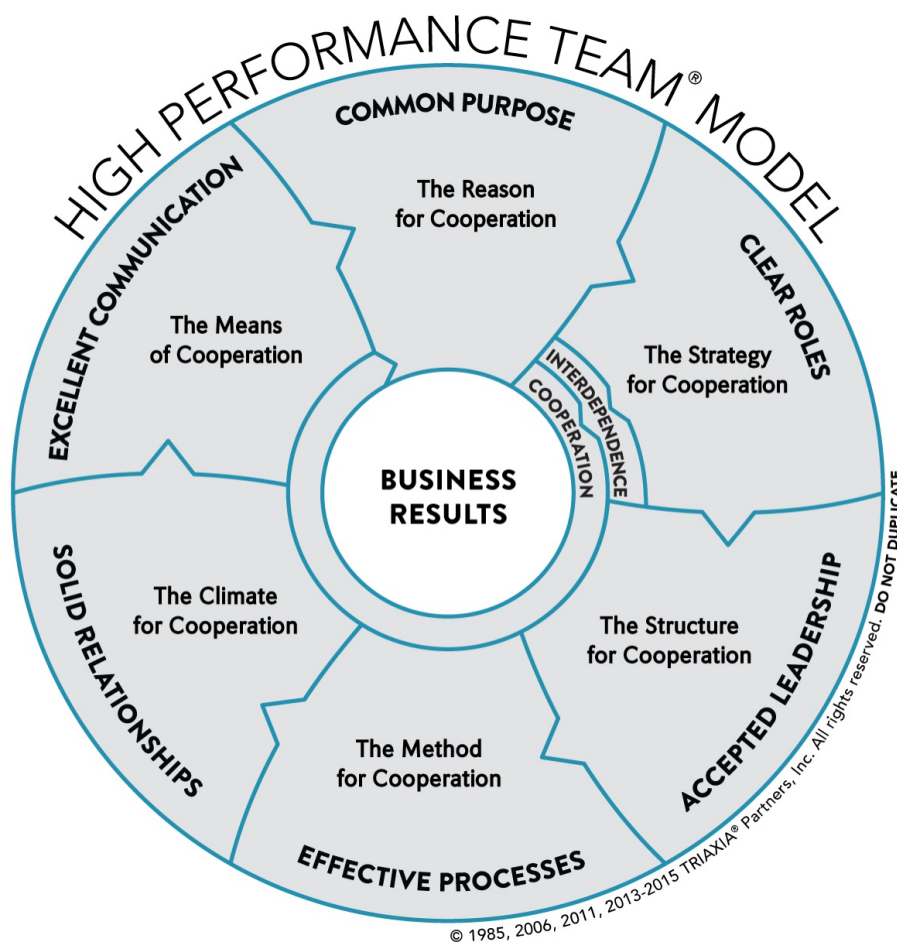 HIGH PERFORMANCE TEAM® MODEL
COMMON PURPOSE
The Reason
for Cooperation
CLEAR ROLES
The Strategy
for Cooperation
INTERDEPENDENCE
COOPERATION
ACCEPTED LEADERSHIP
The Structure
for Cooperation
EFFECTIVE PROCESSES
The Method
for Cooperation
SOLID RELATIONSHIPS
The Climate
for Cooperation
EXCELLENT COMMUNICATION
The Means
of Cooperation
BUSINESS
RESULTS
© 1985, 2006, 2011, 2013-2015 TRIAXIA® Partners, Inc. All rights reserved. DO NOT DUPLICATE